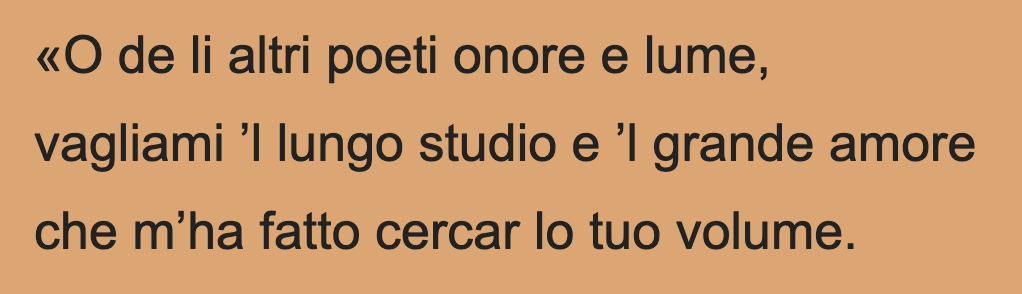 «O de li altri poeti onore e lume,
vagliami ’l lungo studio e ’l grande amore
che m’ha fatto cercar lo tuo volume.